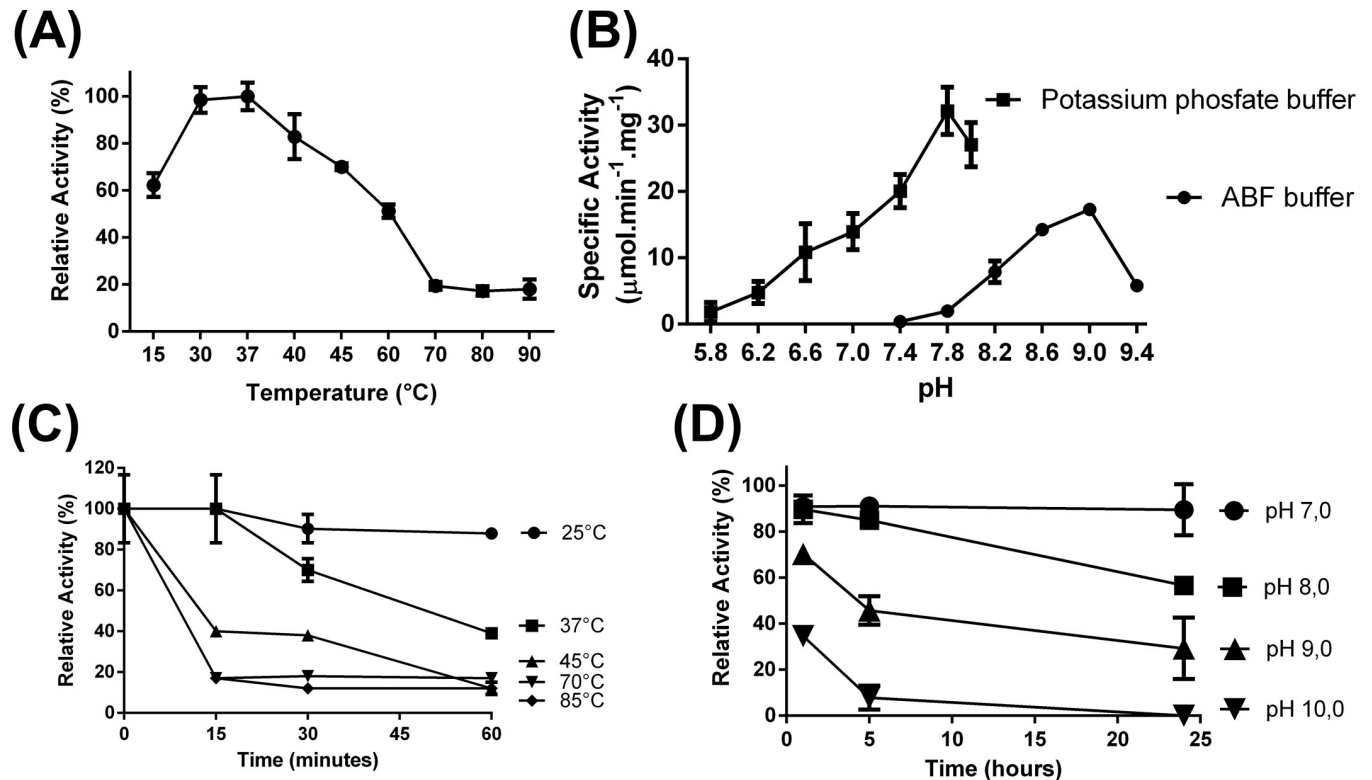 (A)
Relative Activity (%)
100
80
60
40
20
0
15 30 37 40 45 60 70 80 90
Temperature (°C)
(B)
Specific Activity
(μmol.min⁻¹.mg⁻¹)
40
30
20
10
0
5.8 6.2 6.6 7.0 7.4 7.8 8.2 8.6 9.0 9.4
pH
Potassium phosfate buffer
ABF buffer
(C)
Relative Activity (%)
120
100
80
60
40
20
0
0 15 30 45 60
Time (minutes)
25°C
37°C
45°C
70°C
85°C
(D)
Relative Activity (%)
100
80
60
40
20
0
0 5 10 15 20 25
Time (hours)
pH 7,0
pH 8,0
pH 9,0
pH 10,0